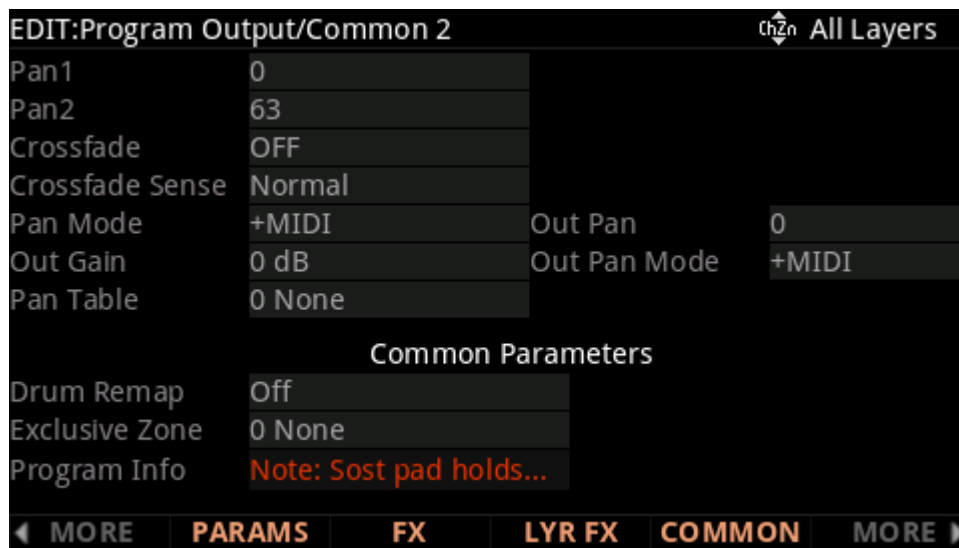 EDIT:Program Output/Common 2 ChZn All Layers
Pan1 0
Pan2 63
Crossfade OFF
Crossfade Sense Normal
Pan Mode +MIDI Out Pan 0
Out Gain 0 dB Out Pan Mode +MIDI
Pan Table 0 None
Common Parameters
Drum Remap Off
Exclusive Zone 0 None
Program Info Note: Sost pad holds...
MORE PARAMS FX LYR FX COMMON MORE